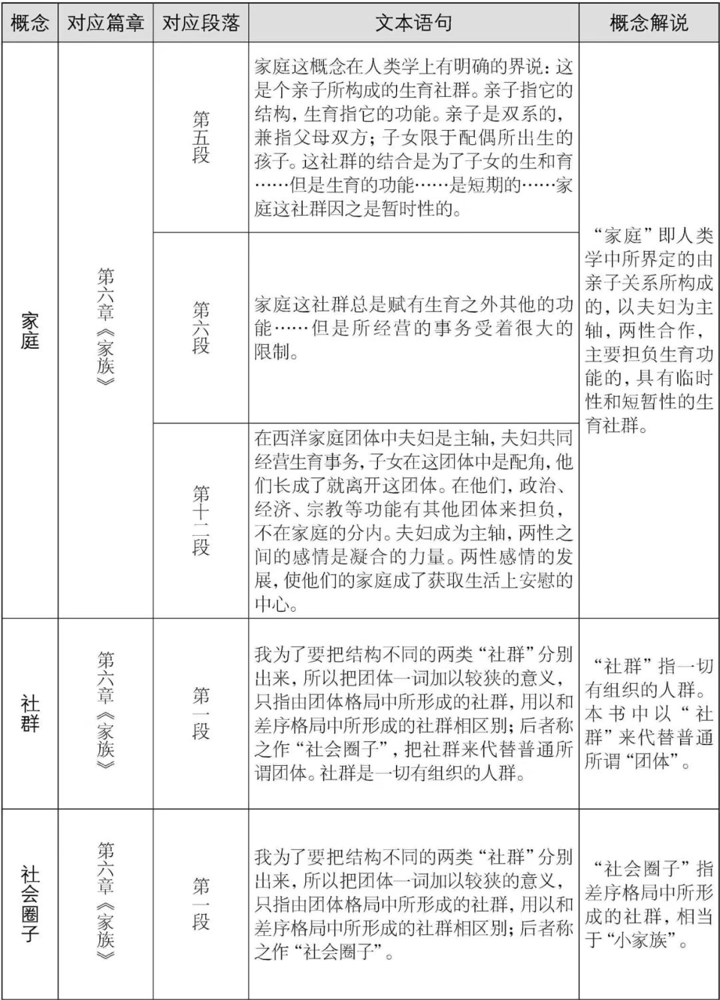 概念 对应篇章 对应段落 文本语句 概念解说
家庭
第六章《家族》
第五段
家庭这概念在人类学上有明确的界说：这
是个亲子所构成的生育社群。亲子指它的
结构，生育指它的功能。亲子是双系的，
兼指父母双方；子女限于配偶所出生的
孩子。这社群的结合是为了子女的生和育
……但是生育的功能……是短期的……家
庭这社群因之是暂时性的。
第六段
家庭这社群总是赋有生育之外其他的功
能……但是所经营的事务受着很大的
限制。
第十二段
在西洋家庭团体中夫妇是主轴，夫妇共同
经营生育事务，子女在这团体中是配角，他
们长成了就离开这团体。在他们，政治、
经济、宗教等功能有其他团体来担负，
不在家庭的分内。夫妇成为主轴，两性之
间的感情是凝合的力量。两性感情的发
展，使他们的家庭成了获取生活上安慰的
中心。
“家庭”即人类
学中所界定的由
亲子关系所构成
的，以夫妇为主
轴，两性合作，
主要担负生育功
能的，具有临时
性和短暂性的生
育社群。
社群
第六章《家族》
第一段
我为了要把结构不同的两类“社群”分别
出来，所以把团体一词加以较狭的意义，
只指由团体格局中所形成的社群，用以和
差序格局中所形成的社群相区别；后者称
之作“社会圈子”，把社群来代替普通所
谓团体。社群是一切有组织的人群。
“社群”指一切
有组织的人群。
本书中以“社
群”来代替普通
所谓“团体”。
社会圈子
第六章《家族》
第一段
我为了要把结构不同的两类“社群”分别
出来，所以把团体一词加以较狭的意义，
只指由团体格局中所形成的社群，用以和
差序格局中所形成的社群相区别；后者称
之作“社会圈子”。
“社会圈子”指
差序格局中所形
成的社群，相当
于“小家族”。